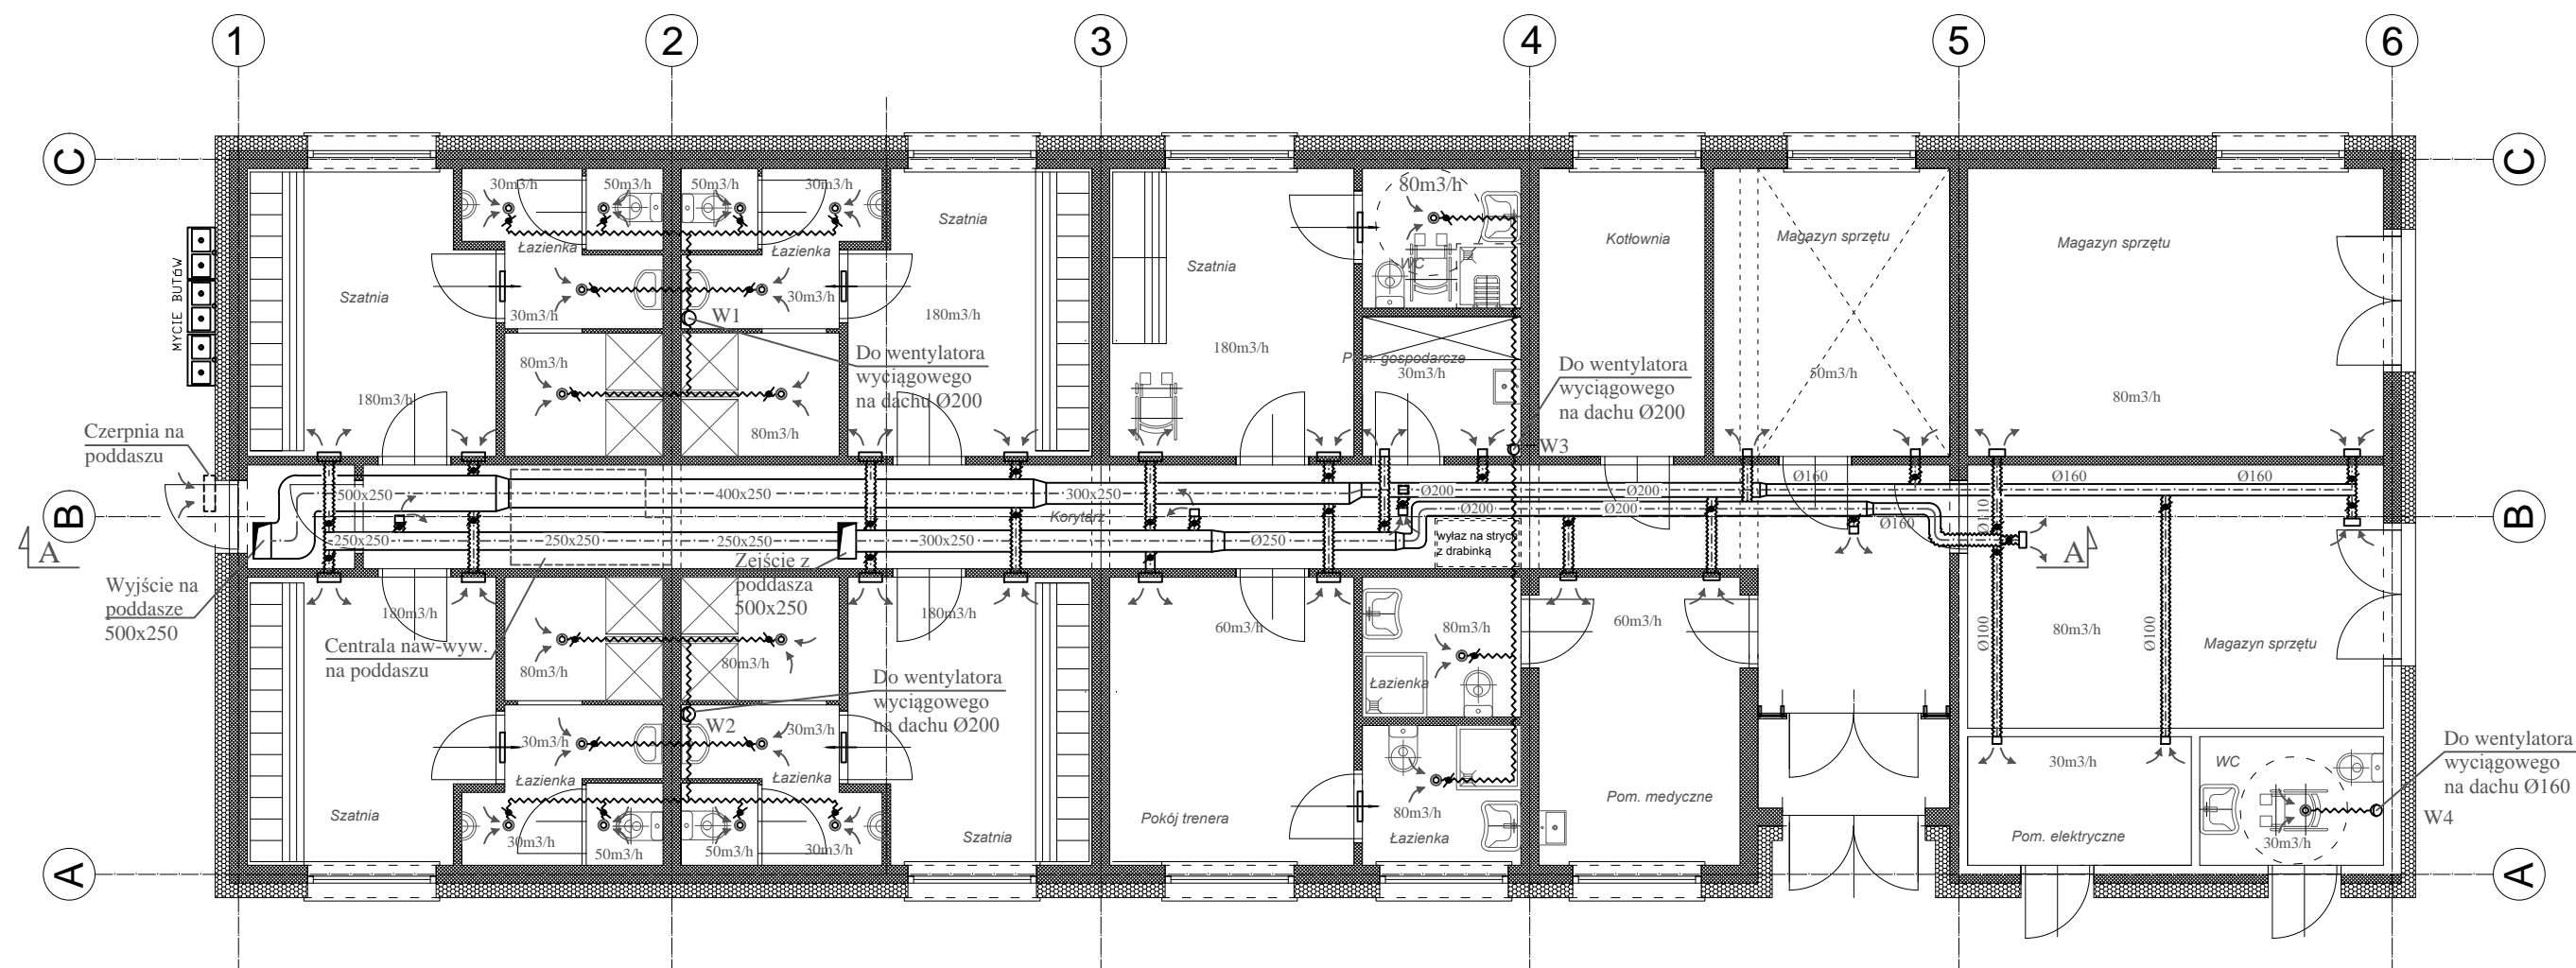 1
2
3
4
5
6
C
C
30m3/h
50m3/h
50m3/h
30m3/h
80m3/h
Szatnia
Łazienka
Łazienka
Kotłownia
Magazyn sprzętu
Magazyn sprzętu
MYCIE BUTÓW
Szatnia
Szatnia
WC
30m3/h
30m3/h
W1
180m3/h
180m3/h
Pom. gospodarcze
30m3/h
50m3/h
80m3/h
Do wentylatora
wyciągowego
na dachu Ø200
Do wentylatora
wyciągowego
na dachu Ø200
80m3/h
180m3/h
80m3/h
W3
Czerpnia na
poddaszu
500x250
400x250
300x250
Ø200
Ø200
Ø160
Ø160
Ø160
B
B
Korytarz
Ø200
Ø200
Ø160
Ø110
250x250
250x250
250x250
300x250
Ø250
wyłaz na strych
z drabinką
A
A
Wyjście na
poddasze
500x250
Zejście z
poddasza
500x250
180m3/h
180m3/h
60m3/h
80m3/h
60m3/h
Ø100
80m3/h
Ø100
Magazyn sprzętu
Centrala naw-wyw.
na poddaszu
80m3/h
80m3/h
Do wentylatora
wyciągowego
na dachu Ø200
Łazienka
W2
30m3/h
30m3/h
Łazienka
Łazienka
30m3/h
WC
Do wentylatora
wyciągowego
na dachu Ø160
W4
Szatnia
Szatnia
Pokój trenera
80m3/h
Łazienka
Pom. medyczne
Pom. elektryczne
30m3/h
30m3/h
50m3/h
50m3/h
30m3/h
A
A